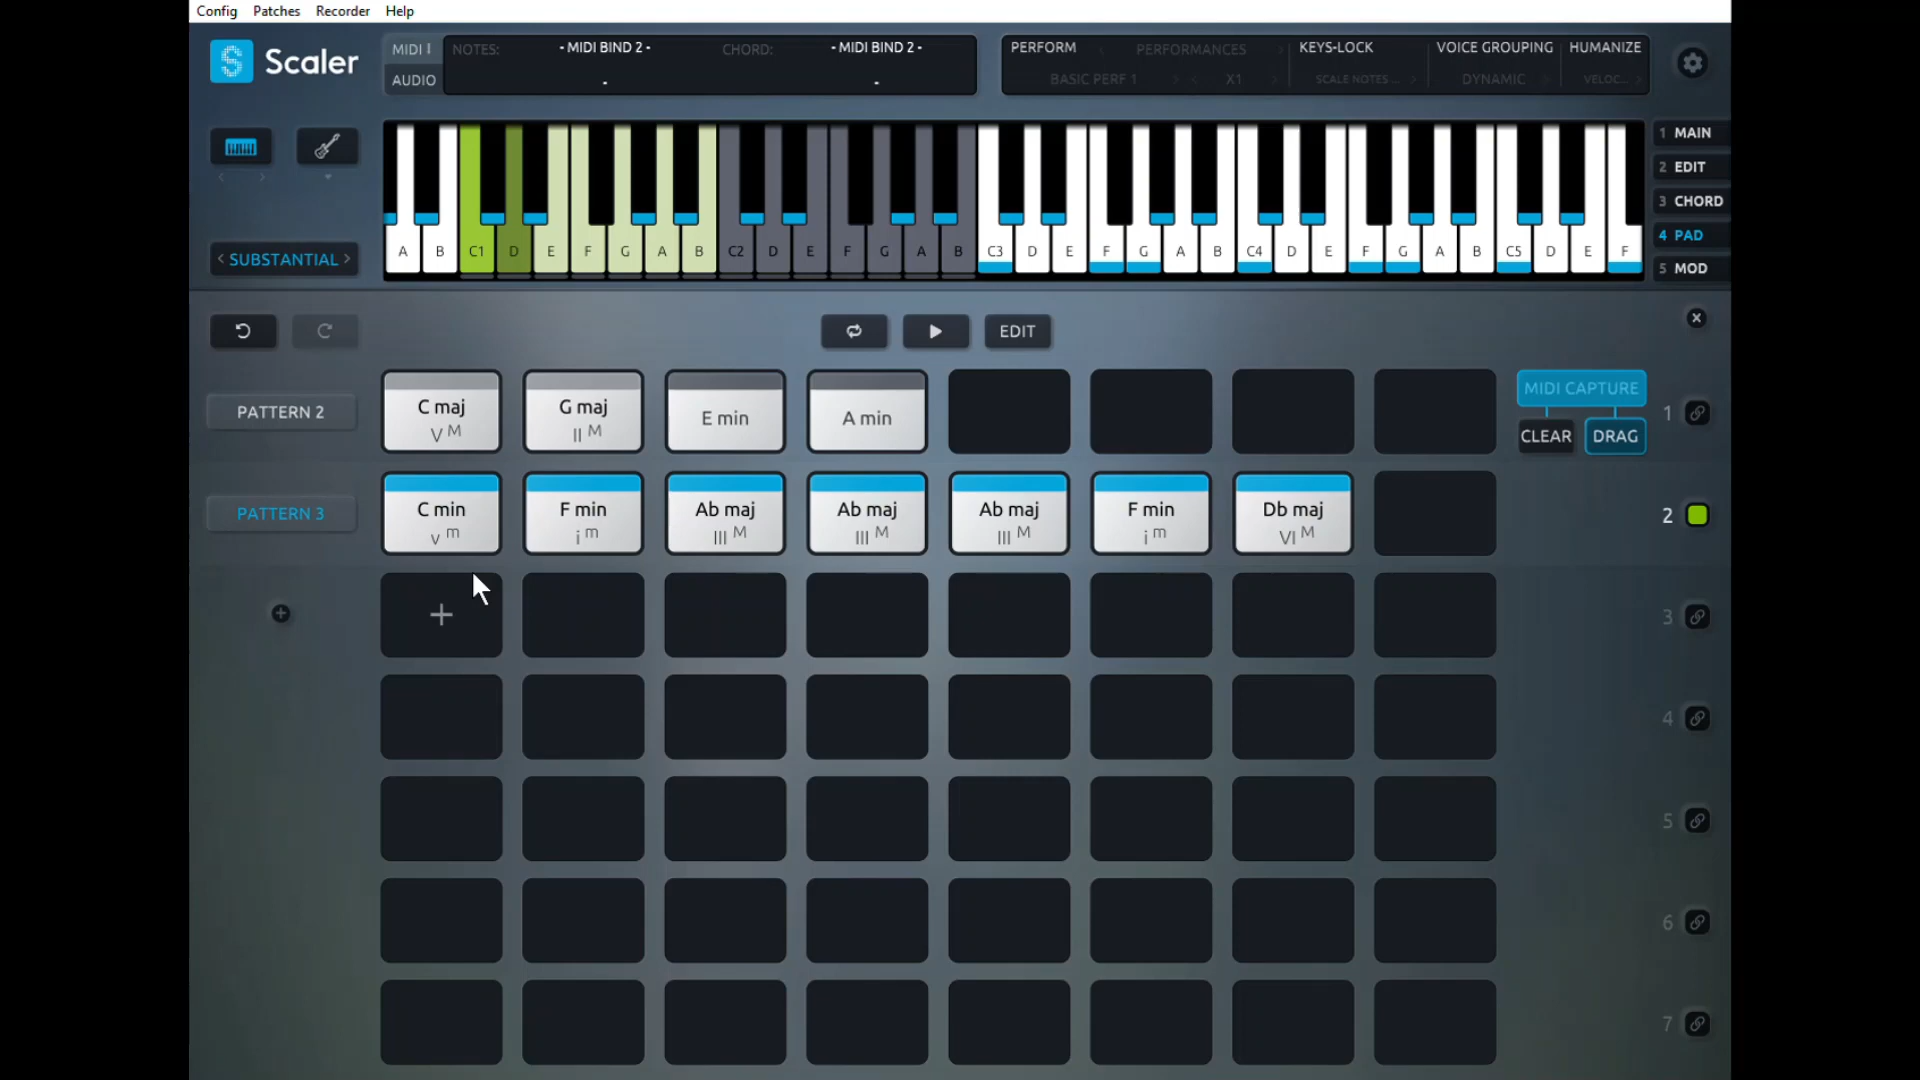 Config Patches Recorder Help
Scaler
MIDI
AUDIO
NOTES: - MIDI BIND 2 - CHORD: - MIDI BIND 2 -
- -
PERFORM PERFORMANCES KEYS-LOCK VOICE GROUPING HUMANIZE
BASIC PERF 1 X1 SCALE NOTES ... DYNAMIC VELOC...
< SUBSTANTIAL >
A B C1 D E F G A B C2 D E F G A B C3 D E F G A B C4 D E F G A B C5 D E F
1 MAIN
2 EDIT
3 CHORD
4 PAD
5 MOD
EDIT
PATTERN 2
C maj
V M
G maj
II M
E min
A min
MIDI CAPTURE
CLEAR DRAG
1
PATTERN 3
C min
v m
F min
i m
Ab maj
III M
Ab maj
III M
Ab maj
III M
F min
i m
Db maj
VI M
2
3
4
5
6
7